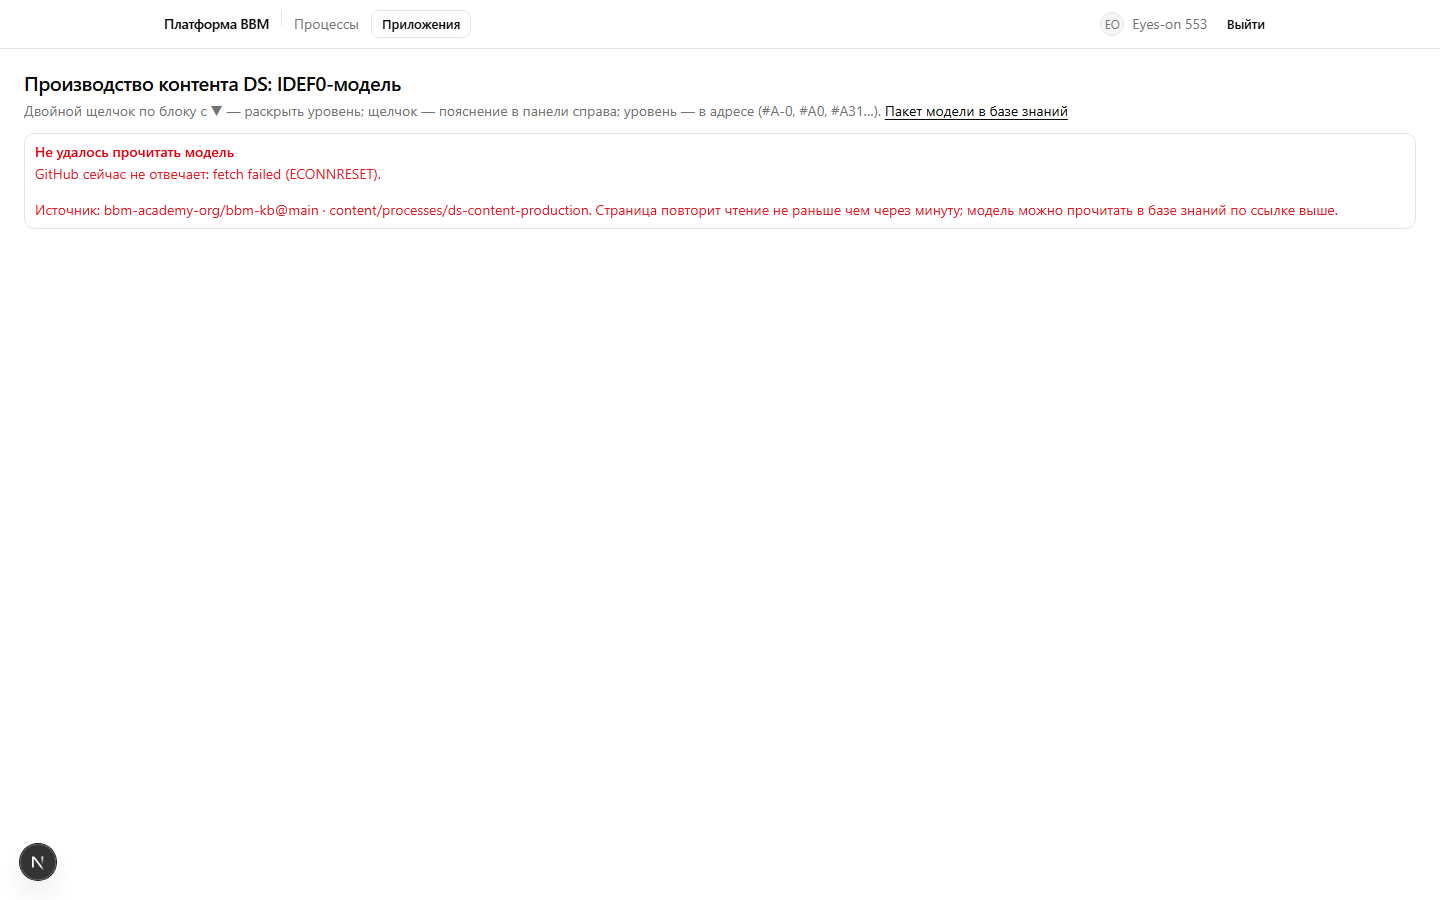 Платформа BBM Процессы Приложения EO Eyes-on 553 Выйти
Производство контента DS: IDEF0-модель
Двойной щелчок по блоку с ▼ — раскрыть уровень; щелчок — пояснение в панели справа; уровень — в адресе (#A-0, #A0, #A31…). Пакет модели в базе знаний
Не удалось прочитать модель
GitHub сейчас не отвечает: fetch failed (ECONNRESET).
Источник: bbm-academy-org/bbm-kb@main · content/processes/ds-content-production. Страница повторит чтение не раньше чем через минуту; модель можно прочитать в базе знаний по ссылке выше.
N